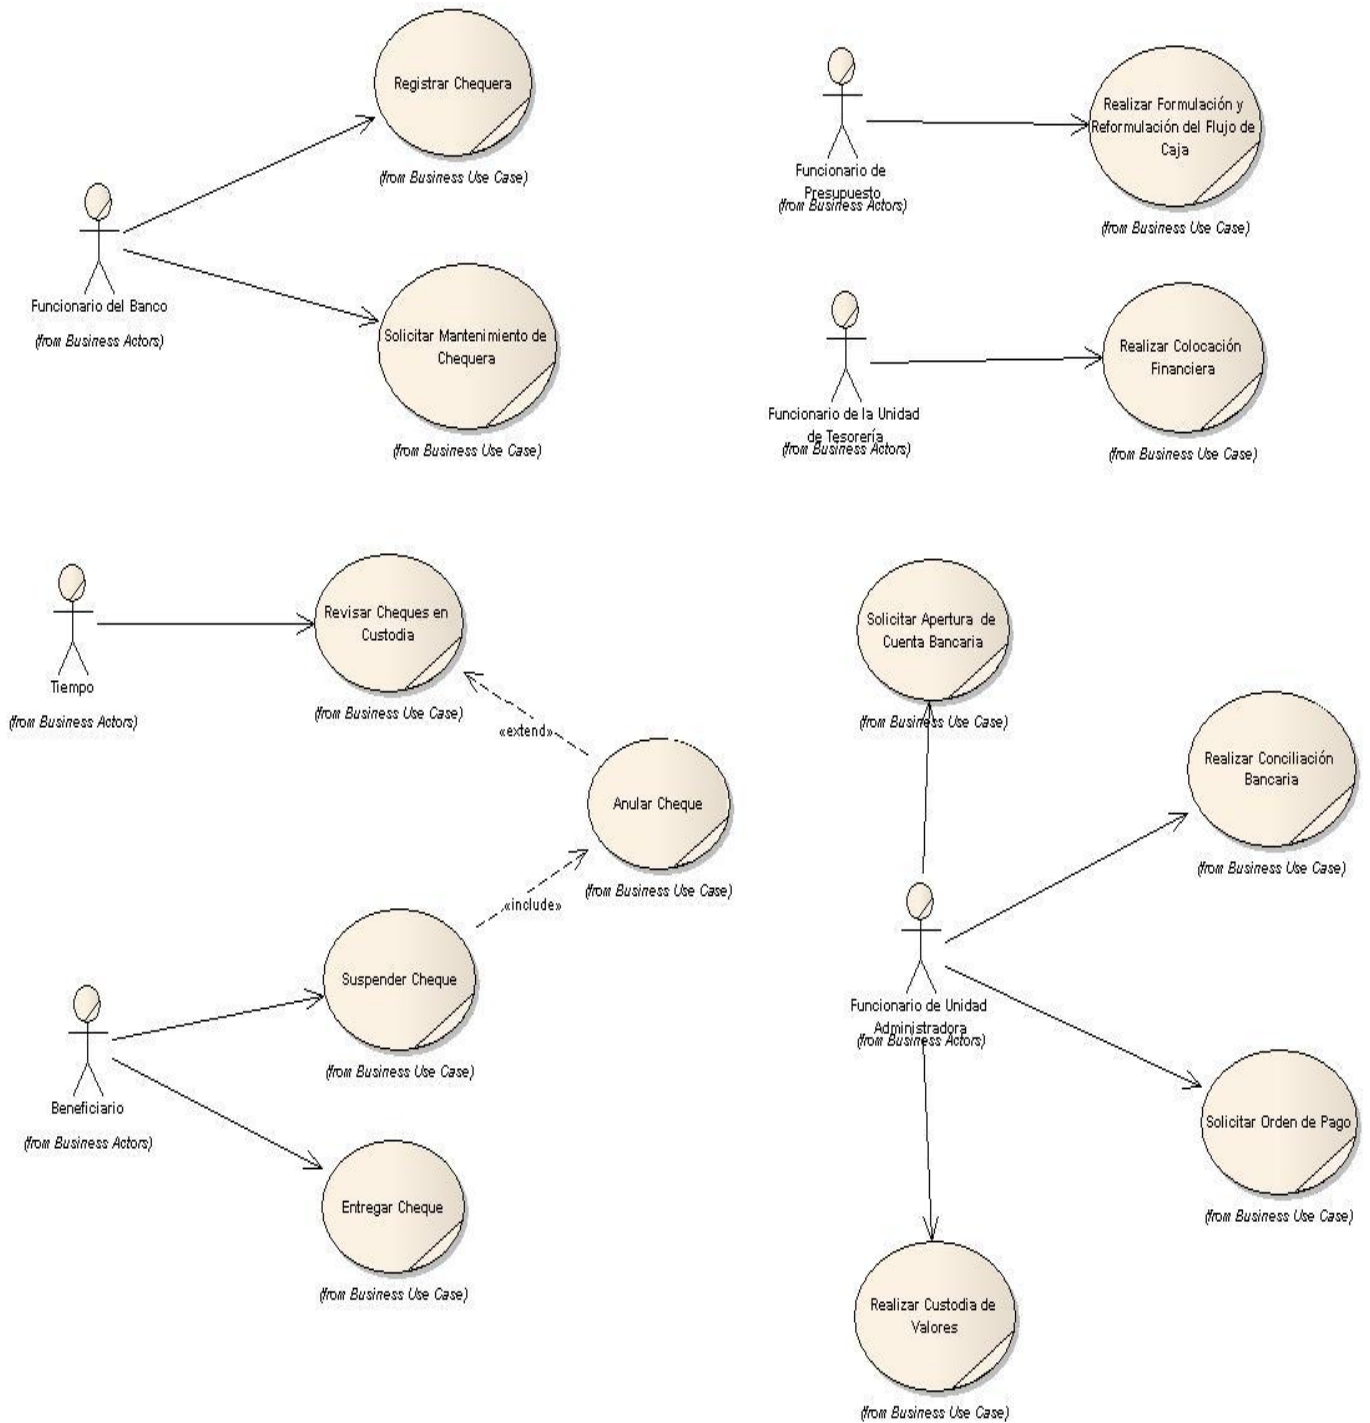 Registrar Chequera
(from Business Use Case)
Funcionario del Banco
(from Business Actors)
Solicitar Mantenimiento de
Chequera
(from Business Use Case)
Funcionario de
Presupuesto
(from Business Actors)
Realizar Formulación y
Reformulación del Flujo de
Caja
(from Business Use Case)
Funcionario de la Unidad
de Tesorería
(from Business Actors)
Realizar Colocación
Financiera
(from Business Use Case)
Tiempo
(from Business Actors)
Revisar Cheques en
Custodia
(from Business Use Case)
«extend»
Anular Cheque
(from Business Use Case)
«include»
Suspender Cheque
(from Business Use Case)
Beneficiario
(from Business Actors)
Entregar Cheque
(from Business Use Case)
Solicitar Apertura de
Cuenta Bancaria
(from Business Use Case)
Realizar Conciliación
Bancaria
(from Business Use Case)
Funcionario de Unidad
Administradora
(from Business Actors)
Solicitar Orden de Pago
(from Business Use Case)
Realizar Custodia de
Valores
(from Business Use Case)